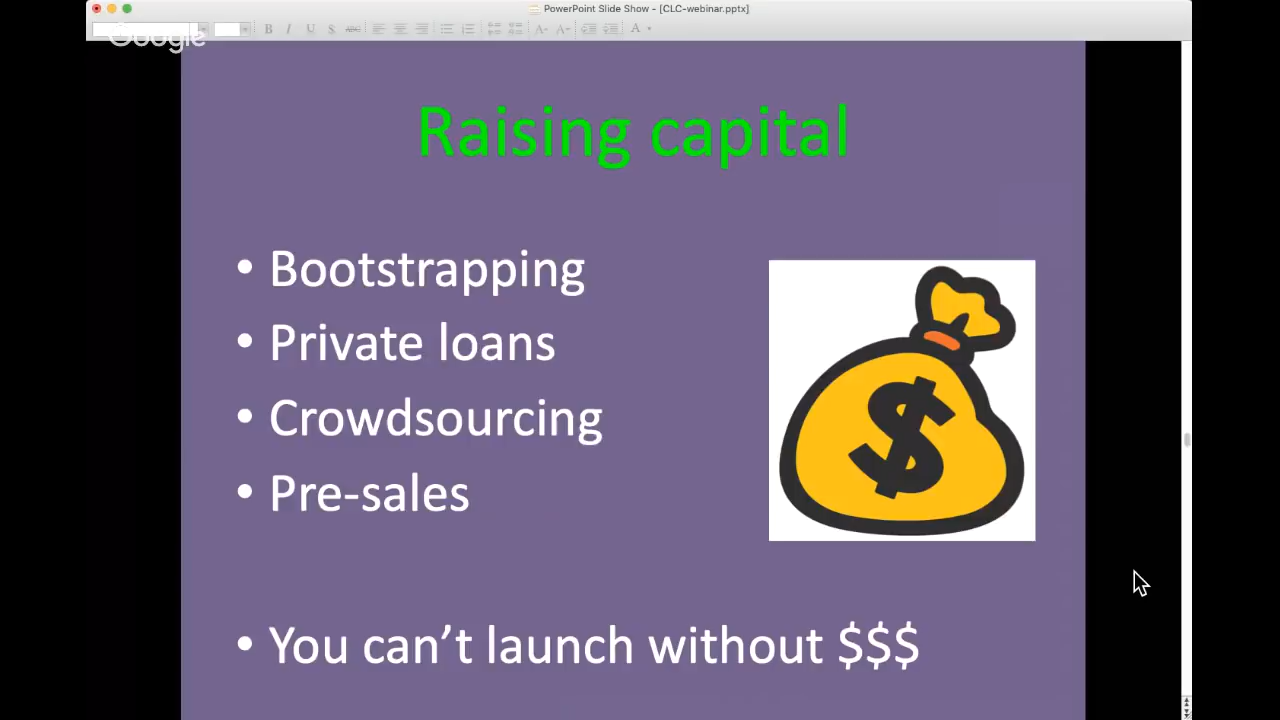 PowerPoint Slide Show - [CLC-webinar.pptx]
Google
B I U S ABC A A A
Raising capital
• Bootstrapping
• Private loans
• Crowdsourcing
• Pre-sales
$
• You can't launch without $$$